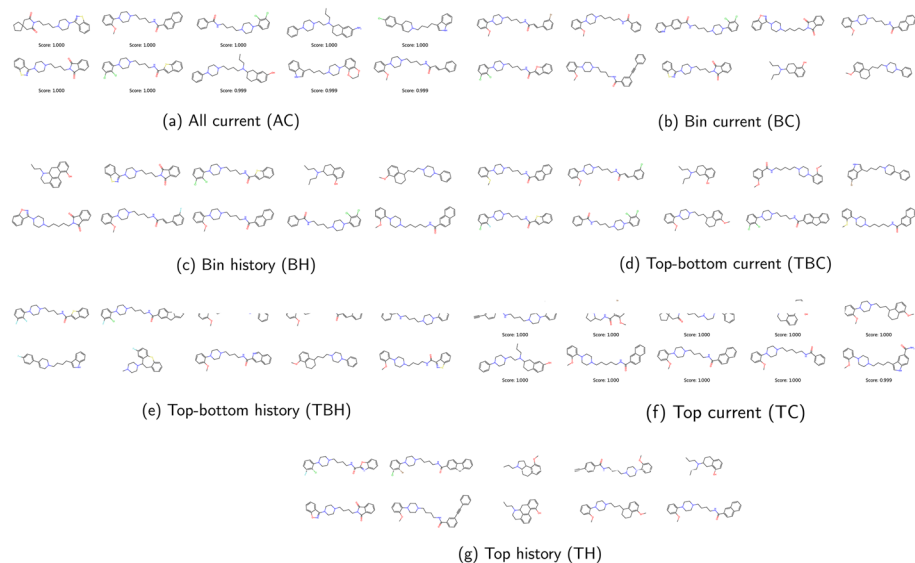 Score: 1.000 Score: 1.000 Score: 1.000 Score: 1.000 Score: 1.000
Score: 1.000 Score: 1.000 Score: 0.999 Score: 0.999 Score: 0.999
(a) All current (AC)
(b) Bin current (BC)
(c) Bin history (BH)
(d) Top-bottom current (TBC)
(e) Top-bottom history (TBH)
Score: 1.000 Score: 1.000 Score: 1.000 Score: 1.000 Score: 1.000
Score: 1.000 Score: 1.000 Score: 1.000 Score: 1.000 Score: 0.999
(f) Top current (TC)
(g) Top history (TH)